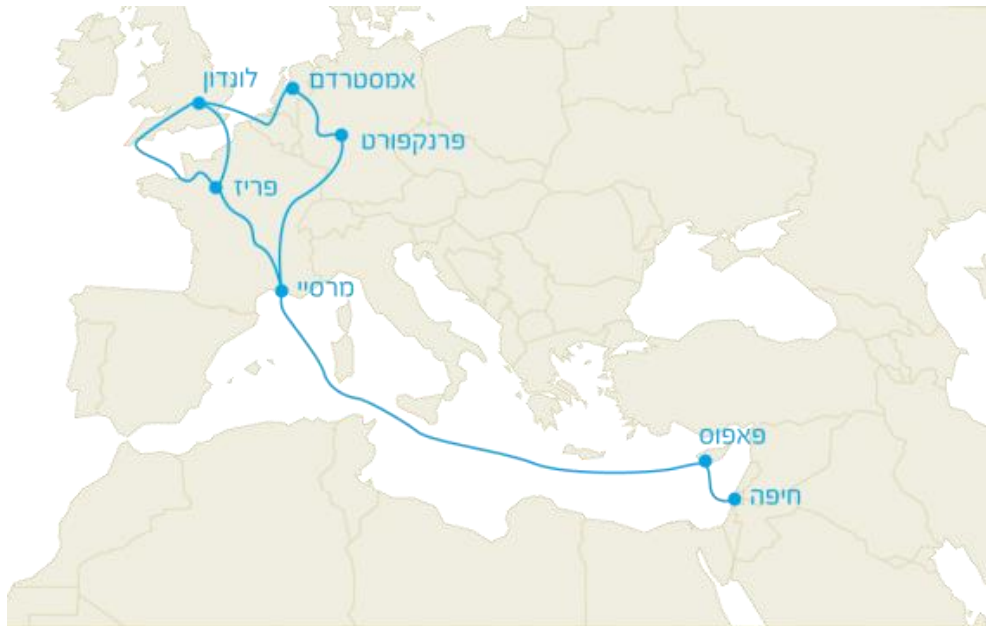 לונדון
אמסטרדם
פרנקפורט
פריז
מרסיי
פאפוס
חיפה